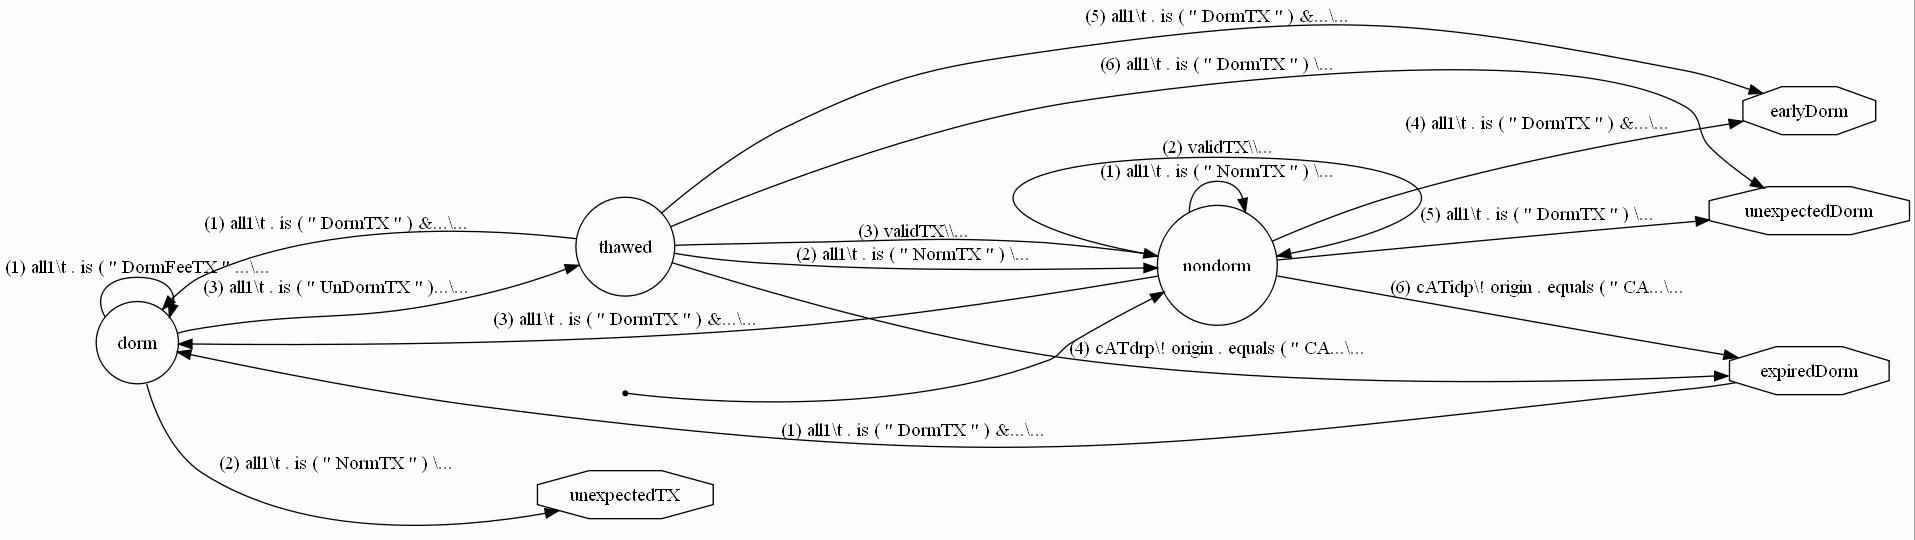 (5) all1\t . is ( " DormTX " ) &...\...
(6) all1\t . is ( " DormTX " ) \...
earlyDorm
(4) all1\t . is ( " DormTX " ) &...\...
(2) validTX\\...
(1) all1\t . is ( " NormTX " ) \...
unexpectedDorm
(5) all1\t . is ( " DormTX " ) \...
(1) all1\t . is ( " DormTX " ) &...\...
(3) validTX\\...
thawed
(2) all1\t . is ( " NormTX " ) \...
nondorm
(1) all1\t . is ( " DormFeeTX " ...\...
(3) all1\t . is ( " UnDormTX " )...\...
(6) cATidp\! origin . equals ( " CA...\...
(3) all1\t . is ( " DormTX " ) &...\...
dorm
(4) cATdrp\! origin . equals ( " CA...\...
expiredDorm
(1) all1\t . is ( " DormTX " ) &...\...
(2) all1\t . is ( " NormTX " ) \...
unexpectedTX